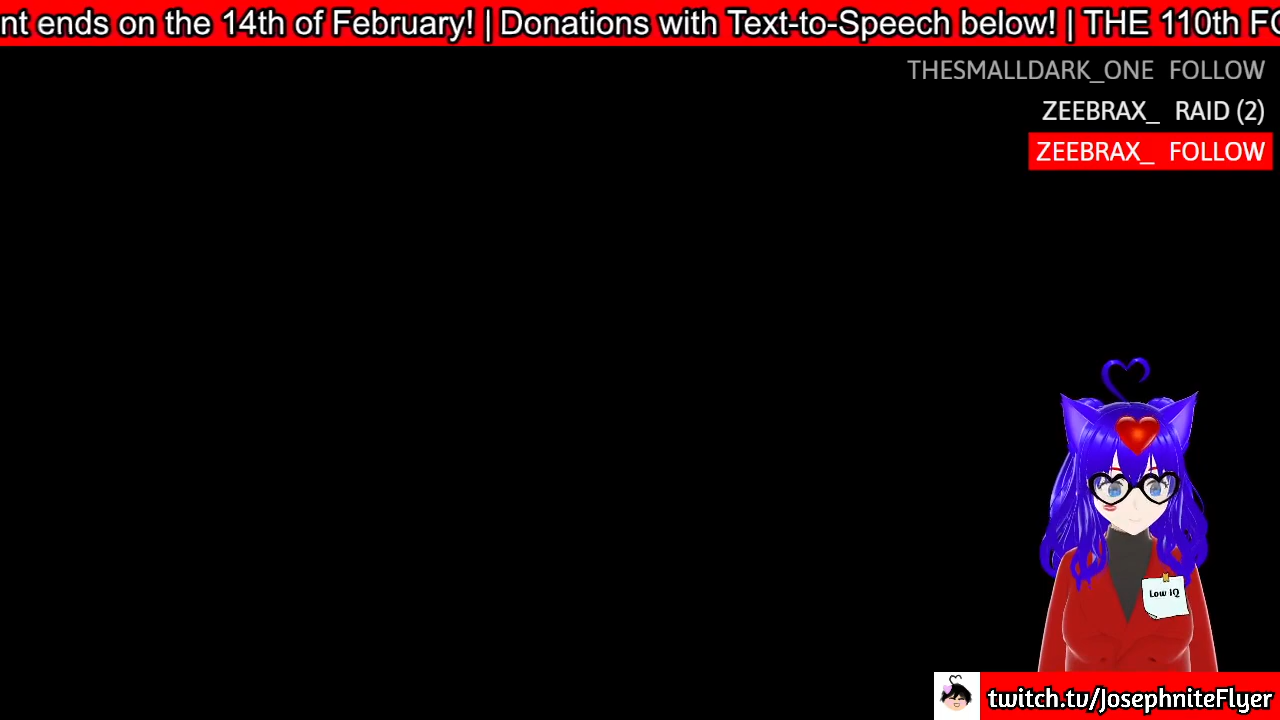 nt ends on the 14th of February! | Donations with Text-to-Speech below! | THE 110th FO
THESMALLDARK_ONE FOLLOW
ZEEBRAX_ RAID (2)
ZEEBRAX_ FOLLOW
Low IQ
twitch.tv/JosephniteFlyer